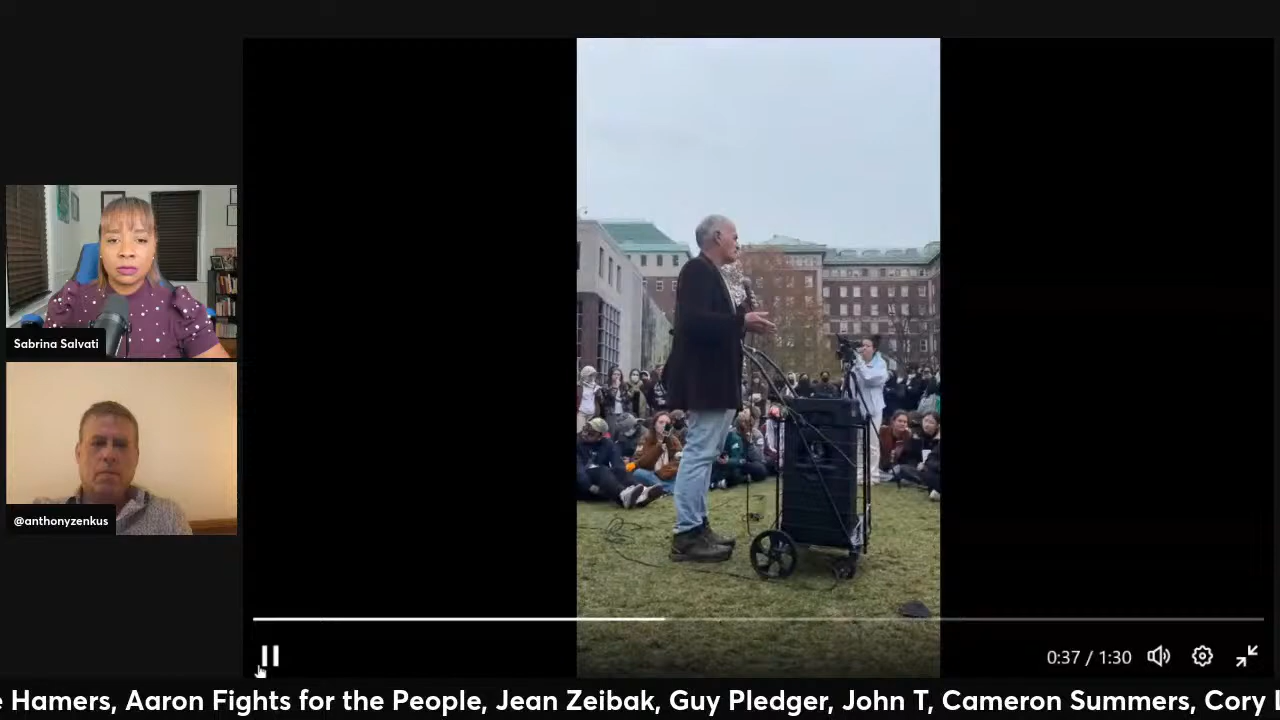 Sabrina Salvati
@anthonyzenkus
0:37 / 1:30
e Hamers, Aaron Fights for the People, Jean Zeibak, Guy Pledger, John T, Cameron Summers, Cory